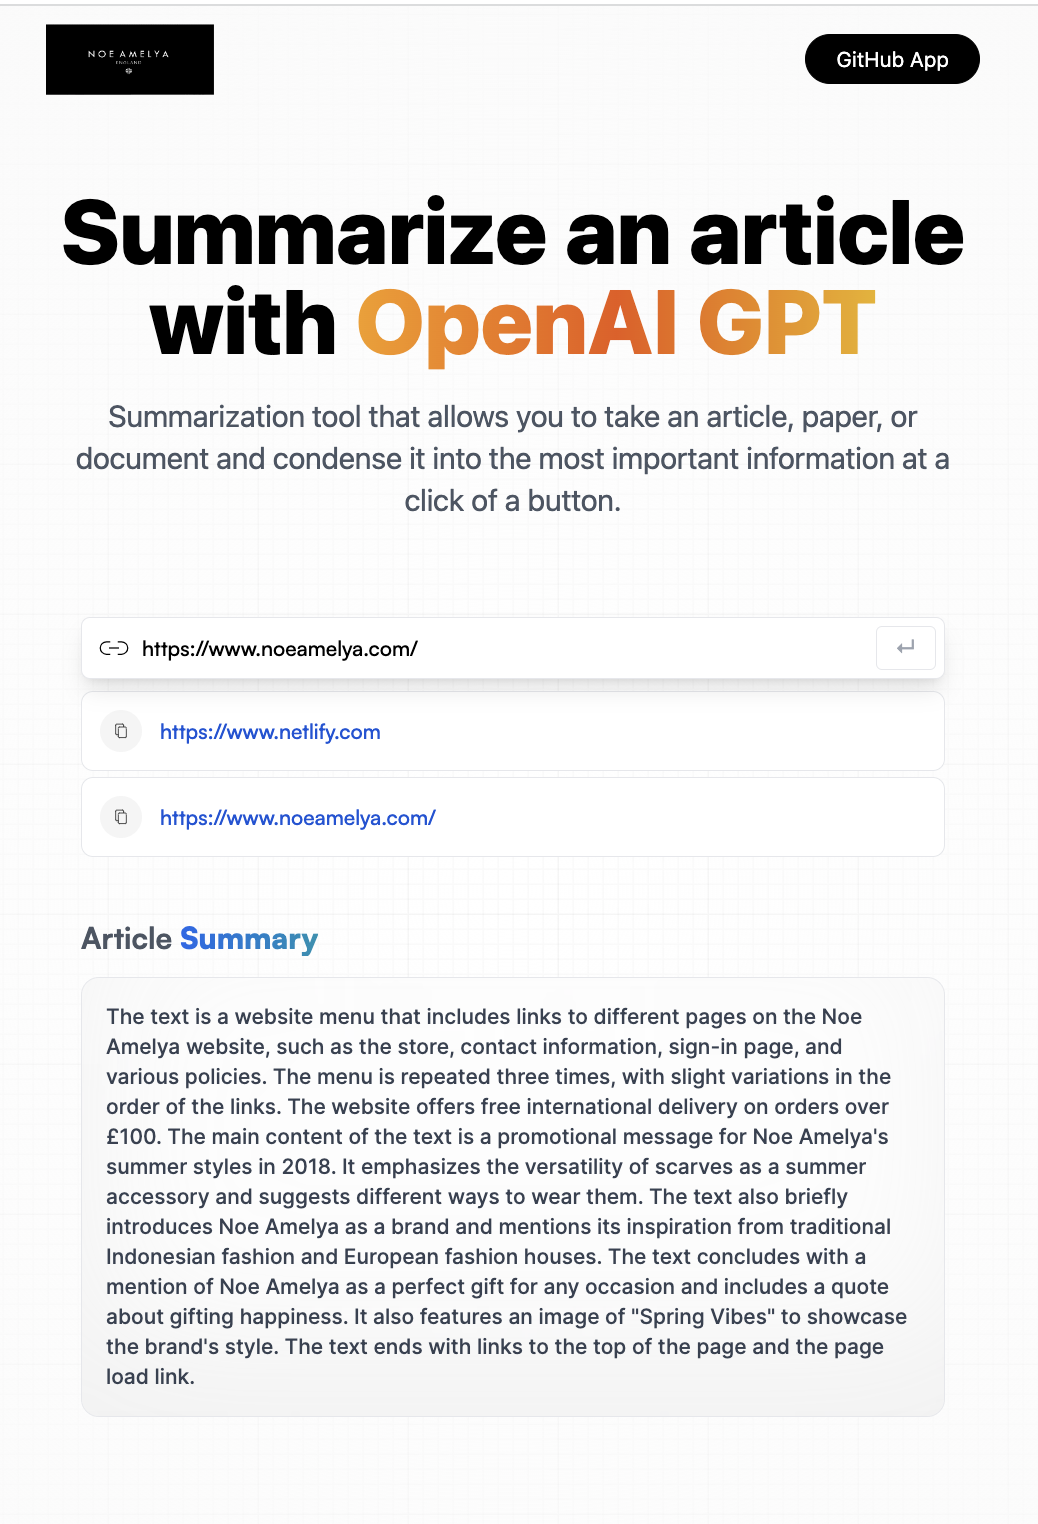 NOE AMELYA
ENGLAND
GitHub App
Summarize an article
with OpenAI GPT
Summarization tool that allows you to take an article, paper, or
document and condense it into the most important information at a
click of a button.
https://www.noeamelya.com/
https://www.netlify.com
https://www.noeamelya.com/
Article Summary
The text is a website menu that includes links to different pages on the Noe
Amelya website, such as the store, contact information, sign-in page, and
various policies. The menu is repeated three times, with slight variations in the
order of the links. The website offers free international delivery on orders over
£100. The main content of the text is a promotional message for Noe Amelya's
summer styles in 2018. It emphasizes the versatility of scarves as a summer
accessory and suggests different ways to wear them. The text also briefly
introduces Noe Amelya as a brand and mentions its inspiration from traditional
Indonesian fashion and European fashion houses. The text concludes with a
mention of Noe Amelya as a perfect gift for any occasion and includes a quote
about gifting happiness. It also features an image of "Spring Vibes" to showcase
the brand's style. The text ends with links to the top of the page and the page
load link.